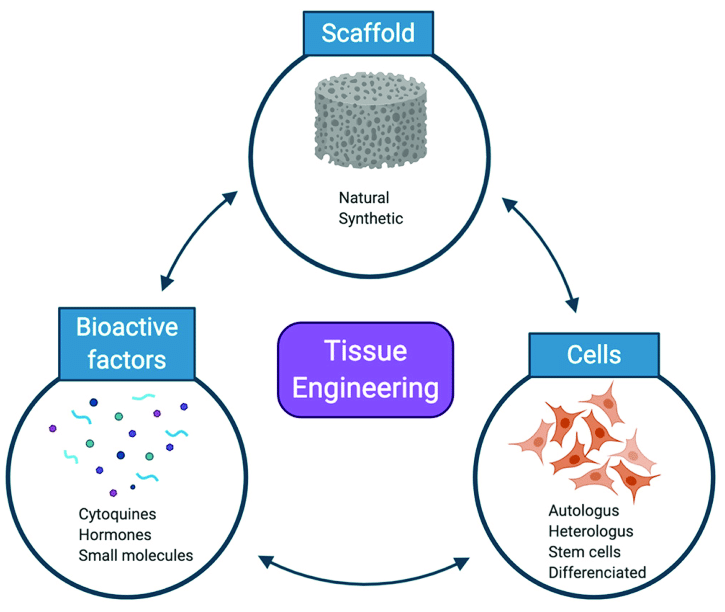 Scaffold
Natural
Synthetic
Bioactive
factors
Cytoquines
Hormones
Small molecules
Tissue
Engineering
Cells
Autologus
Heterologus
Stem cells
Differenciated